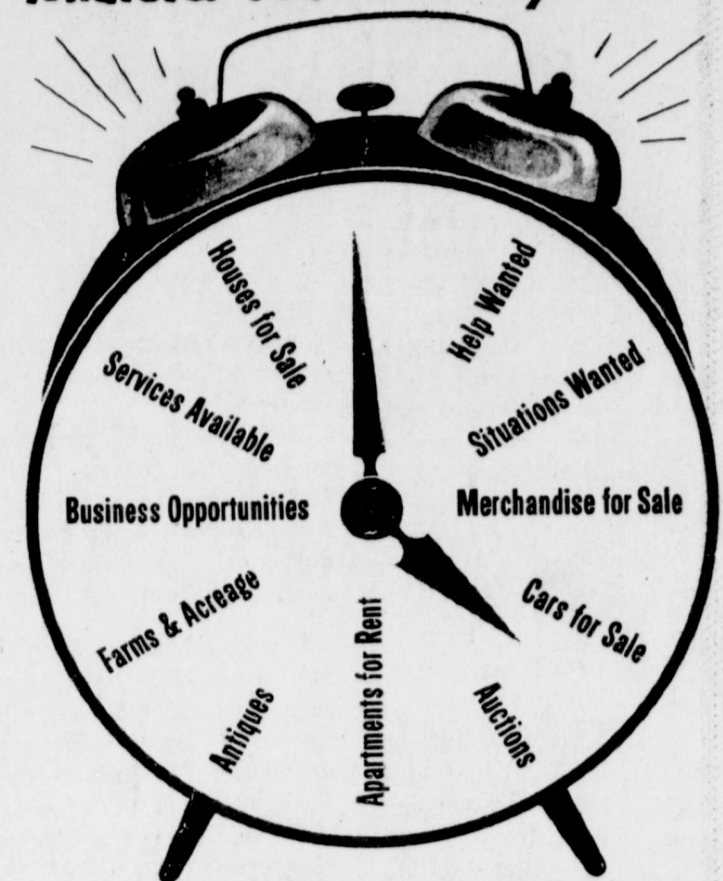 Houses for Sale
Help Wanted
Services Available
Situations Wanted
Business Opportunities
Merchandise for Sale
Farms & Acreage
Cars for Sale
Antiques
Apartments for Rent
Auctions